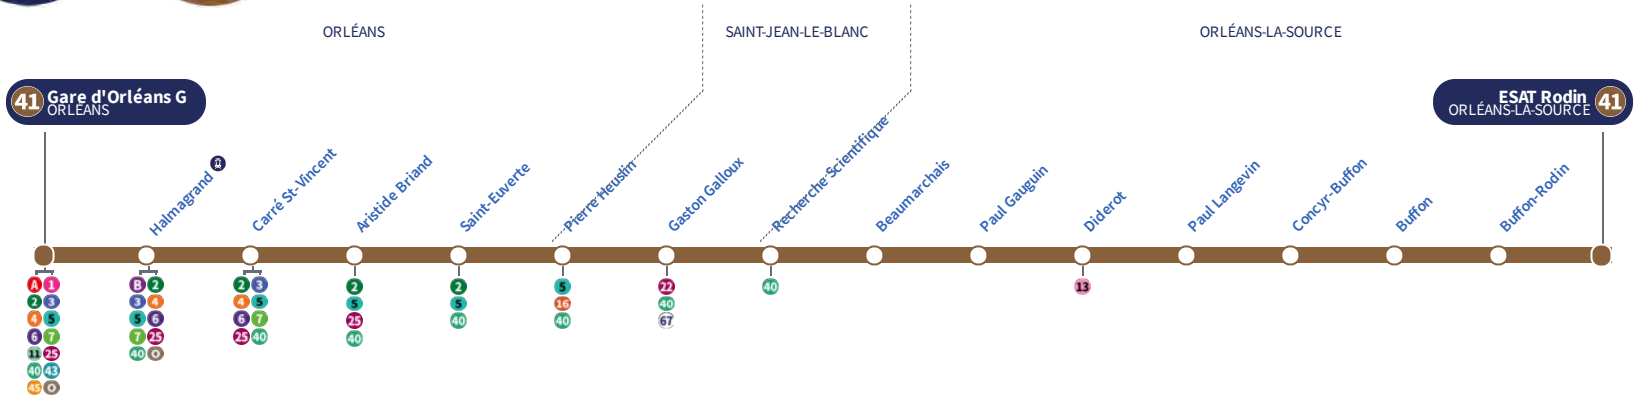 ORLÉANS
SAINT-JEAN-LE-BLANC
ORLÉANS-LA-SOURCE
41 Gare d'Orléans G
ORLÉANS
ESAT Rodin 41
ORLÉANS-LA-SOURCE
Halmagrand
Carré St-Vincent
Aristide Briand
Saint-Euverte
Pierre Heuslin
Gaston Galloux
Recherche Scientifique
Beaumarchais
Paul Gauguin
Diderot
Paul Langevin
Concyr-Buffon
Buffon
Buffon-Rodin
A 1
2 3
4 5
6 7
11 25
40 43
45 O
B 2
3 4
5 6
7 25
40 O
2 3
4 5
6 7
25 40
2
5
25
40
2
5
40
5
16
40
22
40
67
40
13